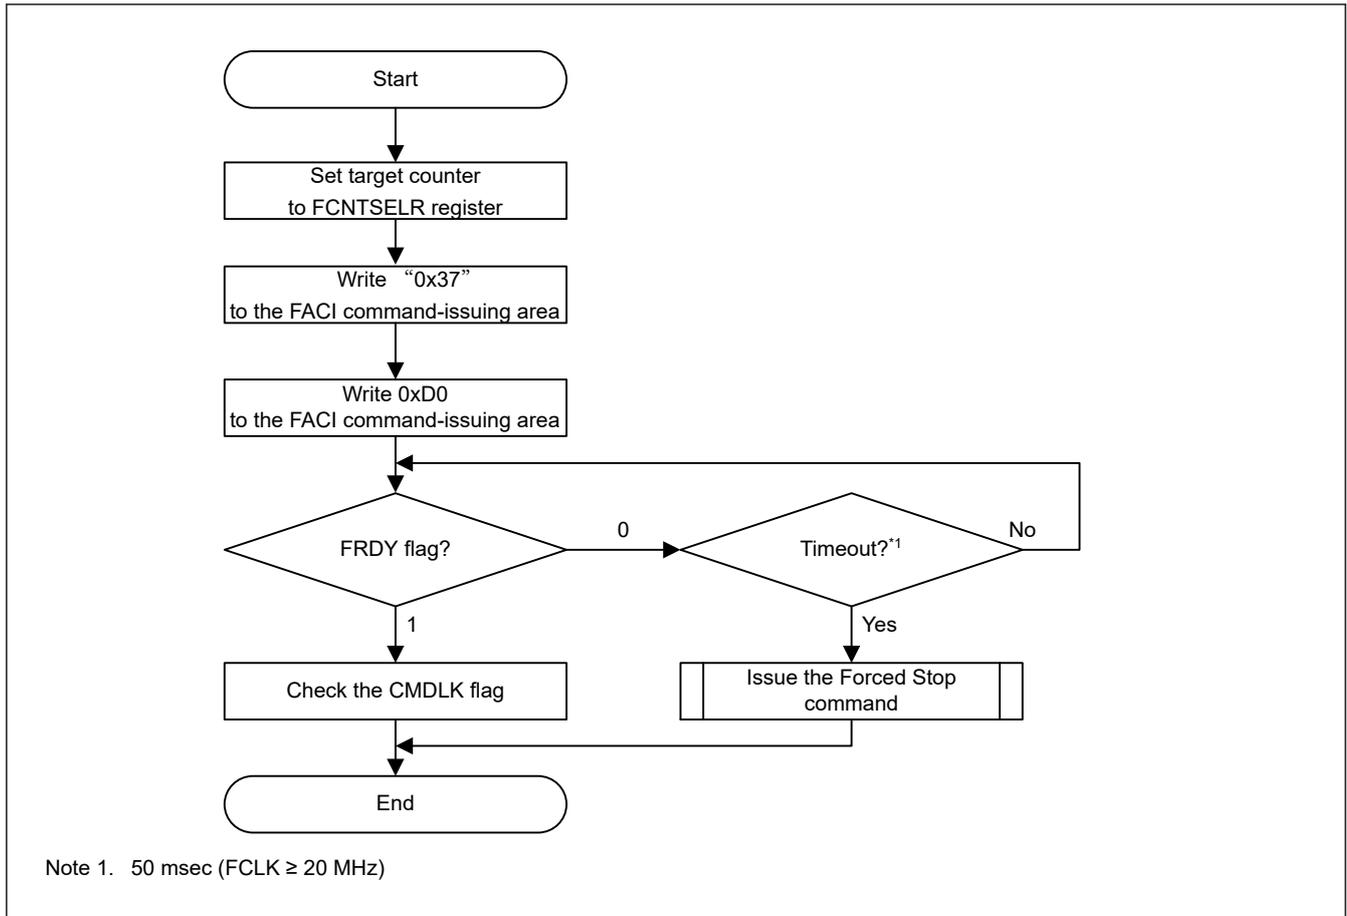 Start
Set target counter
to FCNTSELR register
Write “0x37”
to the FACI command-issuing area
Write 0xD0
to the FACI command-issuing area
FRDY flag?
0
Timeout?*1
No
1
Yes
Check the CMDLK flag
Issue the Forced Stop
command
End
Note 1. 50 msec (FCLK ≥ 20 MHz)